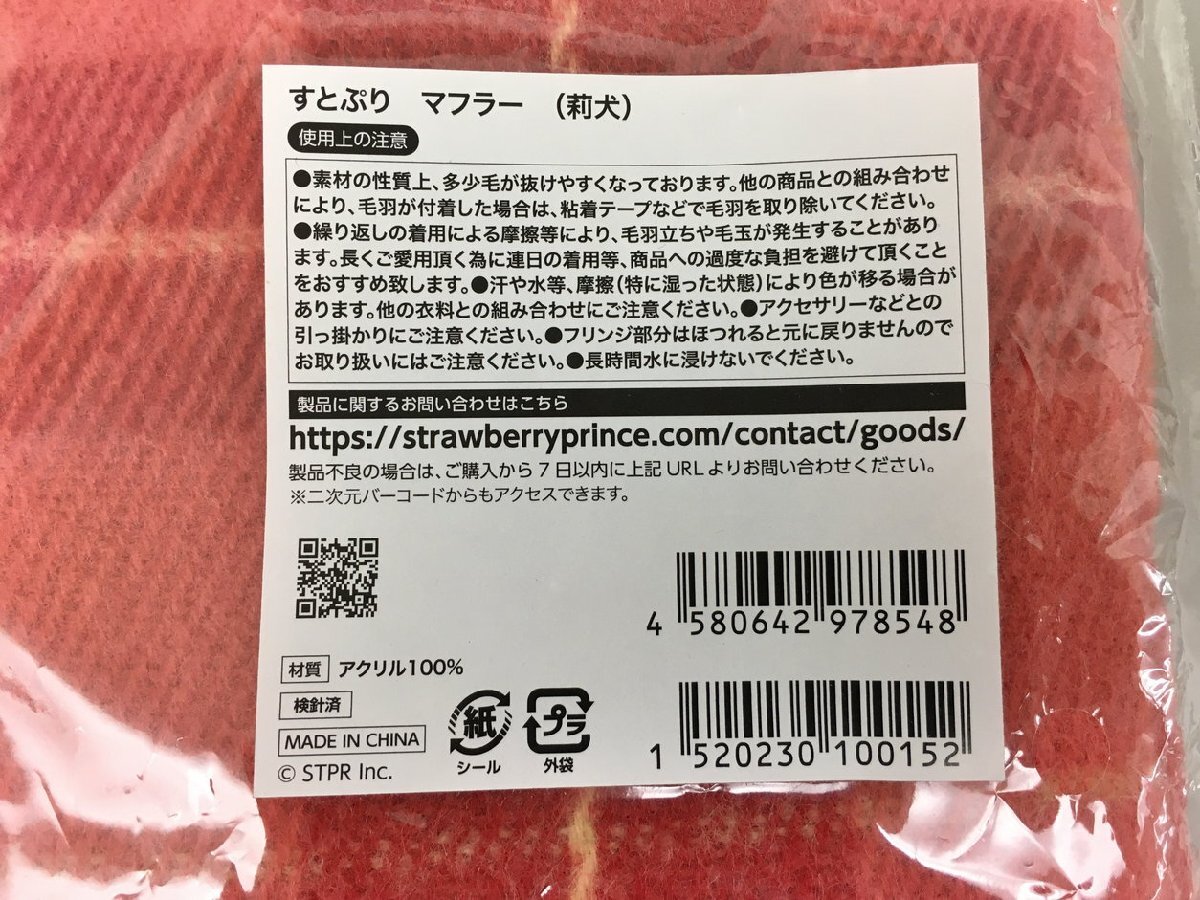 すとぷり　マフラー　（莉犬）
使用上の注意
●素材の性質上、多少毛が抜けやすくなっております。他の商品との組み合わせ
により、毛羽が付着した場合は、粘着テープなどで毛羽を取り除いてください。
●繰り返しの着用による摩擦等により、毛羽立ちや毛玉が発生することがあり
ます。長くご愛用頂く為に連日の着用等、商品への過度な負担を避けて頂くこと
をおすすめ致します。●汗や水等、摩擦（特に湿った状態）により色が移る場合が
あります。他の衣料との組み合わせにご注意ください。●アクセサリーなどとの
引っ掛かりにご注意ください。●フリンジ部分はほつれると元に戻りませんので
お取り扱いにはご注意ください。●長時間水に浸けないでください。
製品に関するお問い合わせはこちら
https://strawberryprince.com/contact/goods/
製品不良の場合は、ご購入から7日以内に上記URLよりお問い合わせください。
※二次元バーコードからもアクセスできます。
4 580642 978548
材質 アクリル100%
検針済
MADE IN CHINA
© STPR Inc.
紙
シール
プラ
外袋
1 520230 100152